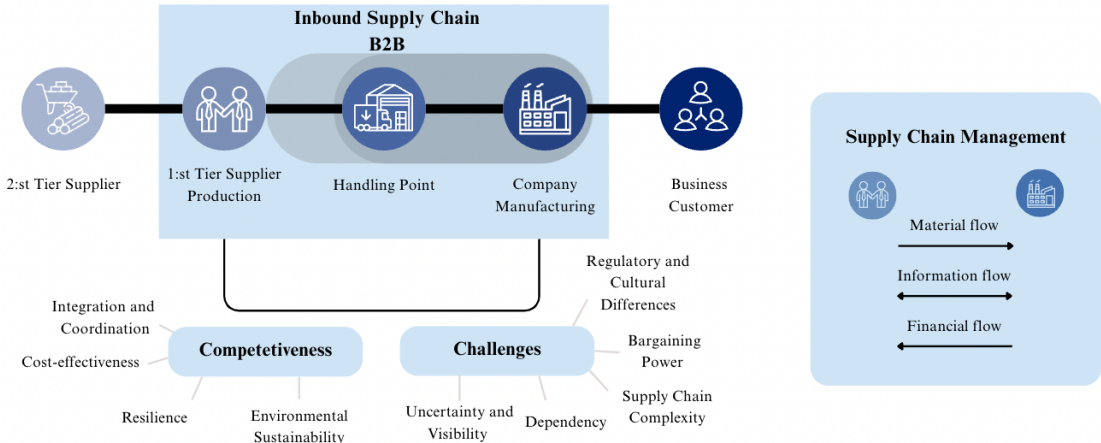 Inbound Supply Chain
B2B
2:st Tier Supplier
1:st Tier Supplier
Production
Handling Point
Company
Manufacturing
Business
Customer
Supply Chain Management
Material flow
Information flow
Financial flow
Integration and
Coordination
Cost-effectiveness
Competetiveness
Resilience
Environmental
Sustainability
Challenges
Regulatory and
Cultural
Differences
Bargaining
Power
Supply Chain
Complexity
Dependency
Uncertainty and
Visibility